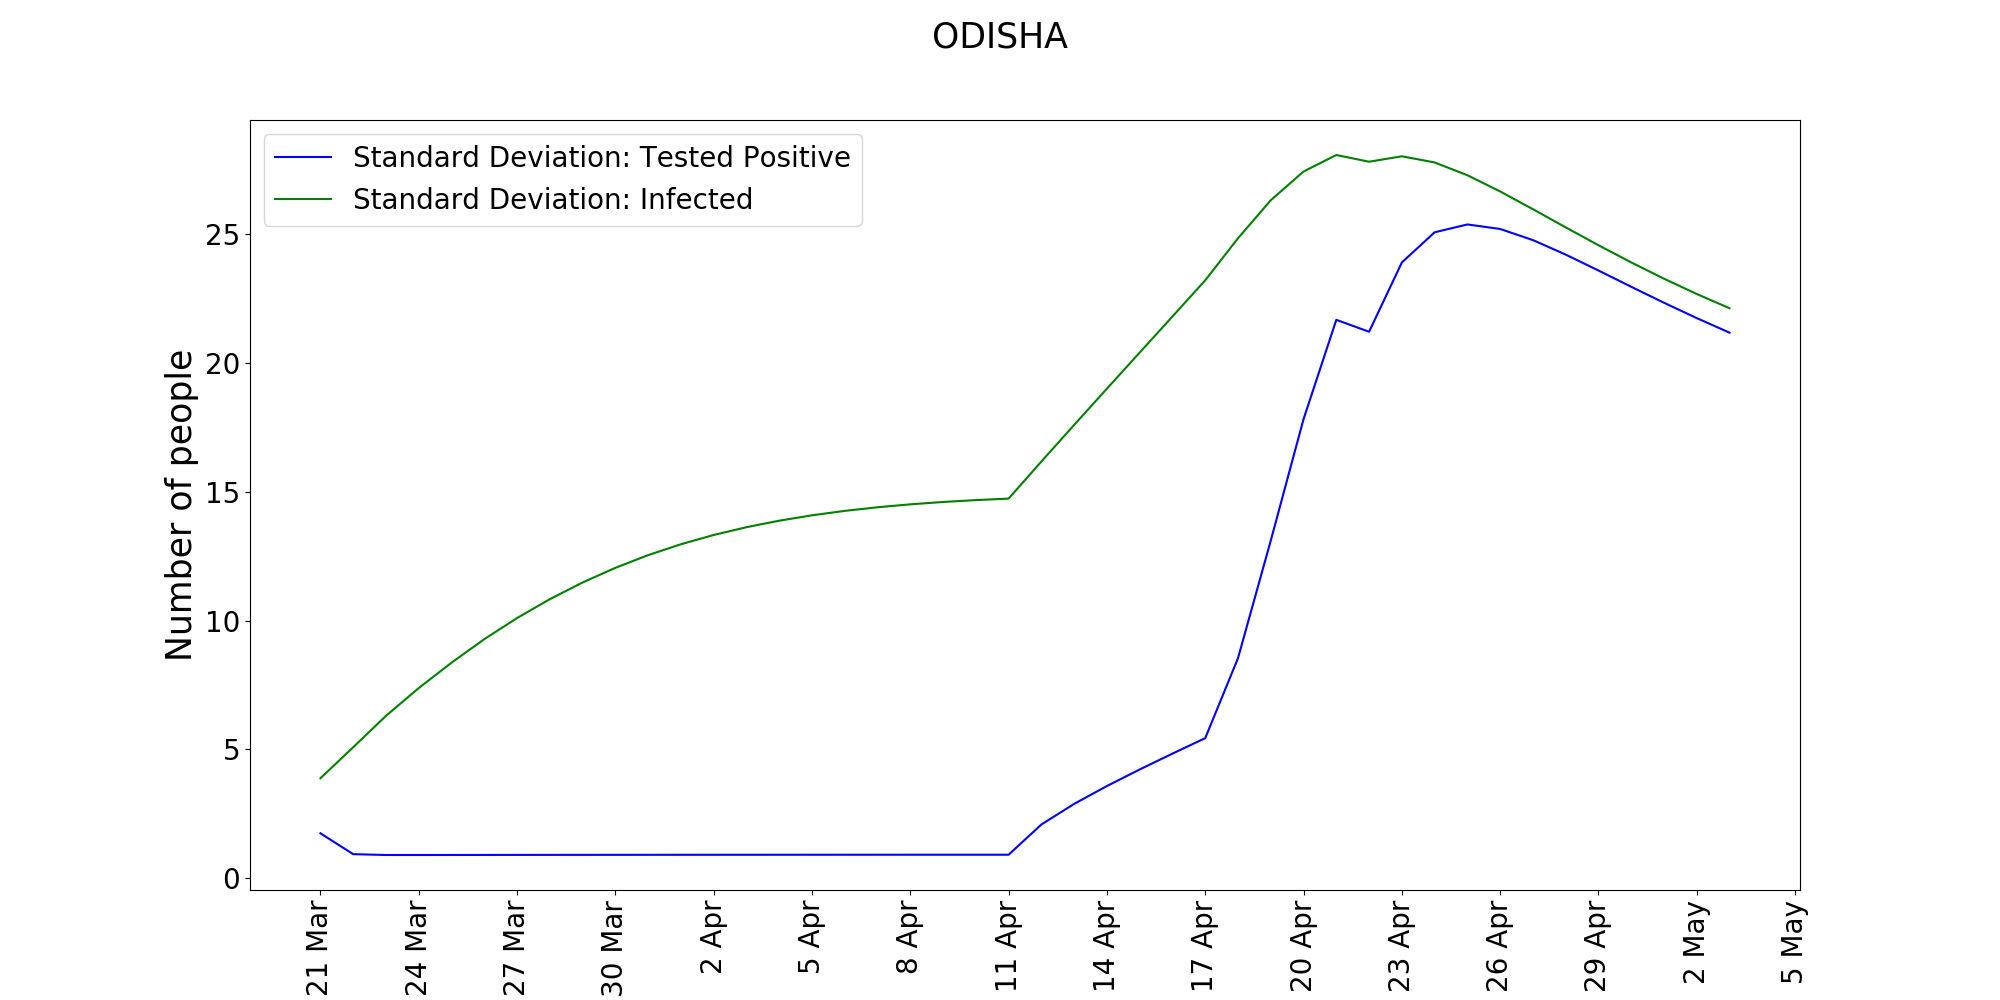 ODISHA
Standard Deviation: Tested Positive
Standard Deviation: Infected
Number of people
25
20
15
10
5
0
21 Mar
24 Mar
27 Mar
30 Mar
2 Apr
5 Apr
8 Apr
11 Apr
14 Apr
17 Apr
20 Apr
23 Apr
26 Apr
29 Apr
2 May
5 May